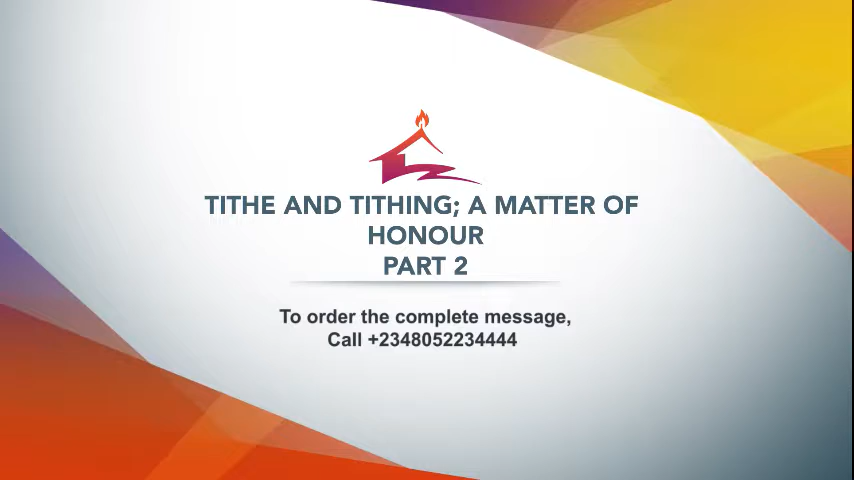 TITHE AND TITHING; A MATTER OF
HONOUR
PART 2
To order the complete message,
Call +2348052234444